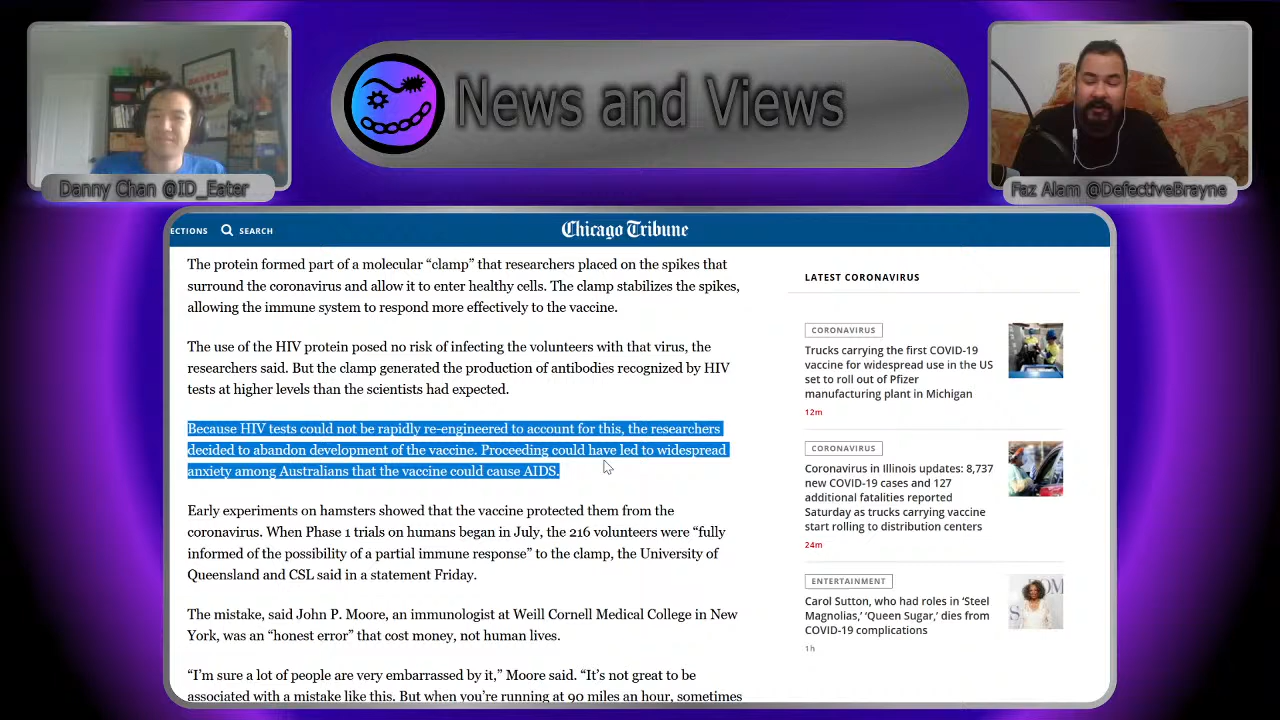 News and Views
Danny Chan @ID_Eater
Faz Alam @DefectiveBrayne
ECTIONS
SEARCH
Chicago Tribune
The protein formed part of a molecular “clamp” that researchers placed on the spikes that
surround the coronavirus and allow it to enter healthy cells. The clamp stabilizes the spikes,
allowing the immune system to respond more effectively to the vaccine.
The use of the HIV protein posed no risk of infecting the volunteers with that virus, the
researchers said. But the clamp generated the production of antibodies recognized by HIV
tests at higher levels than the scientists had expected.
Because HIV tests could not be rapidly re-engineered to account for this, the researchers
decided to abandon development of the vaccine. Proceeding could have led to widespread
anxiety among Australians that the vaccine could cause AIDS.
Early experiments on hamsters showed that the vaccine protected them from the
coronavirus. When Phase 1 trials on humans began in July, the 216 volunteers were “fully
informed of the possibility of a partial immune response” to the clamp, the University of
Queensland and CSL said in a statement Friday.
The mistake, said John P. Moore, an immunologist at Weill Cornell Medical College in New
York, was an “honest error” that cost money, not human lives.
“I’m sure a lot of people are very embarrassed by it,” Moore said. “It’s not great to be
associated with a mistake like this. But when you’re running at 90 miles an hour, sometimes
LATEST CORONAVIRUS
CORONAVIRUS
Trucks carrying the first COVID-19
vaccine for widespread use in the US
set to roll out of Pfizer
manufacturing plant in Michigan
12m
CORONAVIRUS
Coronavirus in Illinois updates: 8,737
new COVID-19 cases and 127
additional fatalities reported
Saturday as trucks carrying vaccine
start rolling to distribution centers
24m
ENTERTAINMENT
Carol Sutton, who had roles in ‘Steel
Magnolias,’ ‘Queen Sugar,’ dies from
COVID-19 complications
1h